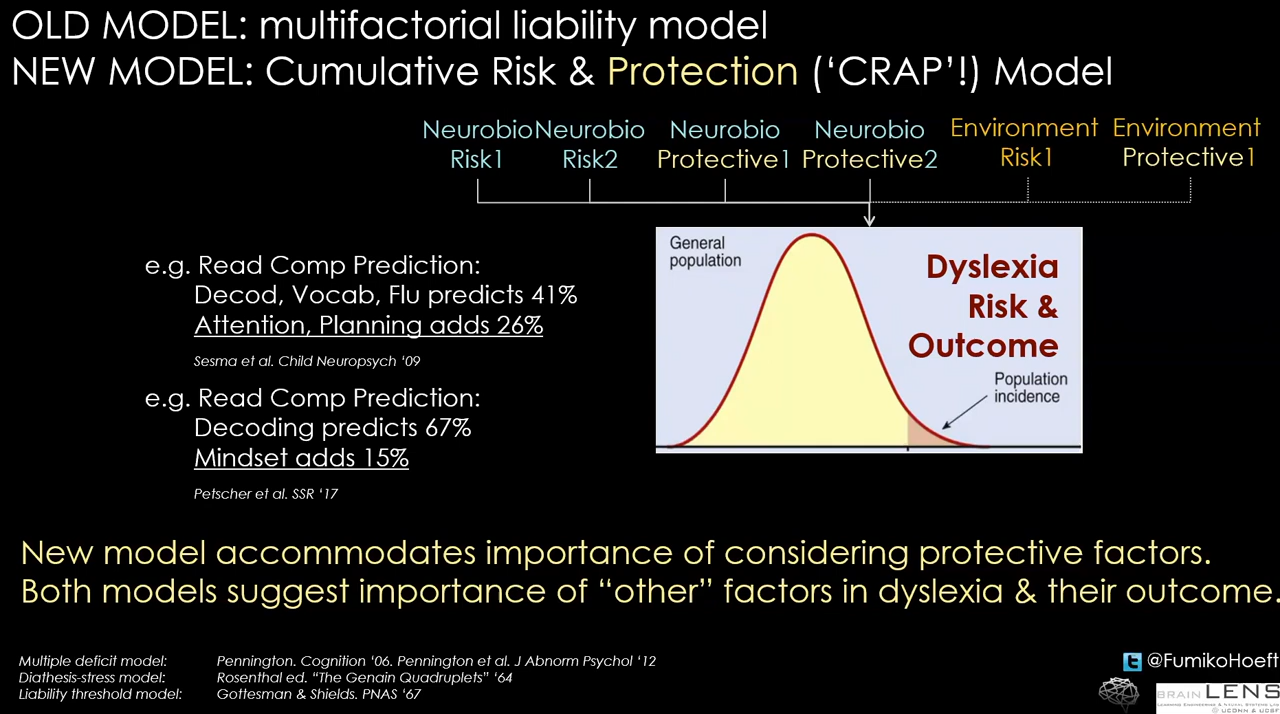 OLD MODEL: multifactorial liability model
NEW MODEL: Cumulative Risk & Protection (‘CRAP’!) Model
Neurobio Neurobio Neurobio Neurobio Environment Environment
Risk1 Risk2 Protective1 Protective2 Risk1 Protective1
General
population
Dyslexia
Risk &
Outcome
Population
incidence
e.g. Read Comp Prediction:
Decod, Vocab, Flu predicts 41%
Attention, Planning adds 26%
Sesma et al. Child Neuropsych ‘09
e.g. Read Comp Prediction:
Decoding predicts 67%
Mindset adds 15%
Petscher et al. SSR ‘17
New model accommodates importance of considering protective factors.
Both models suggest importance of “other” factors in dyslexia & their outcome.
Multiple deficit model: Pennington. Cognition ‘06. Pennington et al. J Abnorm Psychol ‘12
Diathesis-stress model: Rosenthal ed. “The Genain Quadruplets” ‘64
Liability threshold model: Gottesman & Shields. PNAS ‘67
@FumikoHoeft
BRAIN LENS
© UCONN & UCSF